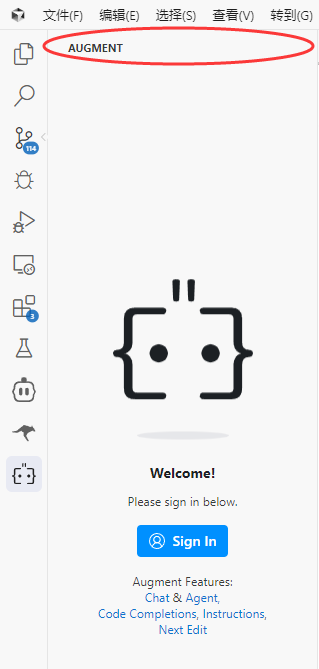 文件(F) 编辑(E) 选择(S) 查看(V) 转到(G)
AUGMENT
114
3
Welcome!
Please sign in below.
Sign In
Augment Features:
Chat & Agent,
Code Completions, Instructions,
Next Edit